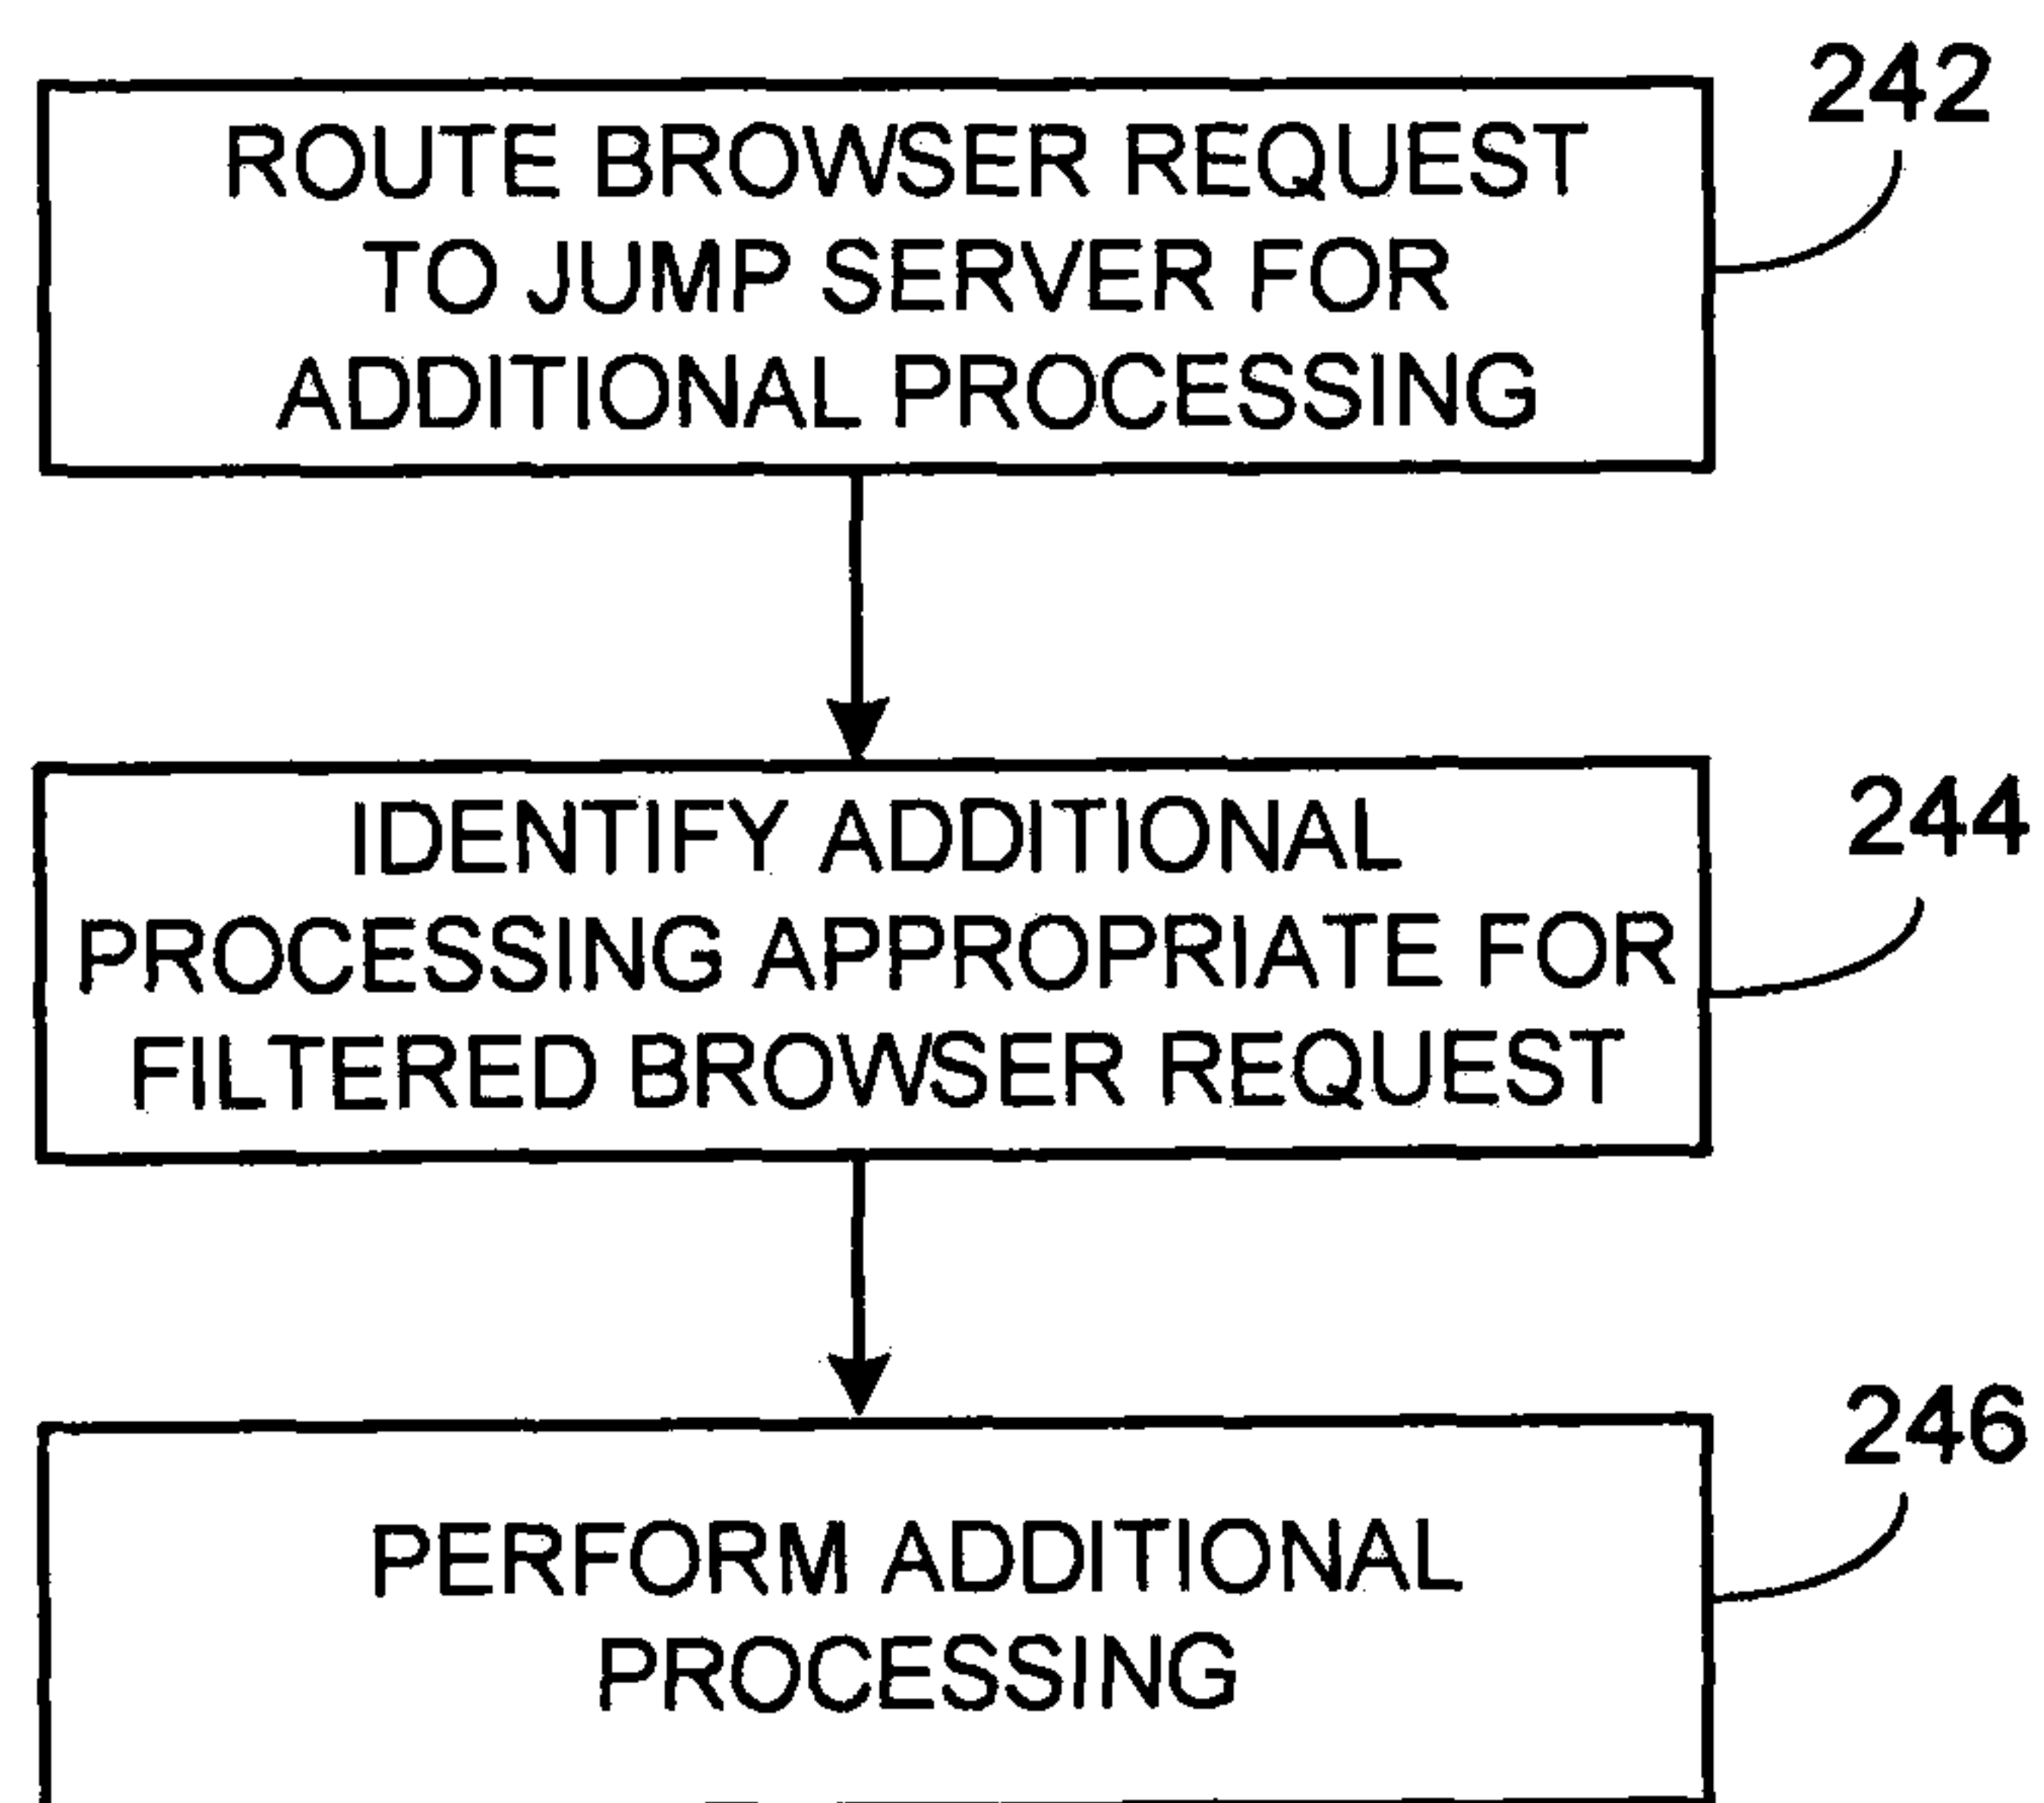 242
ROUTE BROWSER REQUEST
TO JUMP SERVER FOR
ADDITIONAL PROCESSING
244
IDENTIFY ADDITIONAL
PROCESSING APPROPRIATE FOR
FILTERED BROWSER REQUEST
246
PERFORM ADDITIONAL
PROCESSING